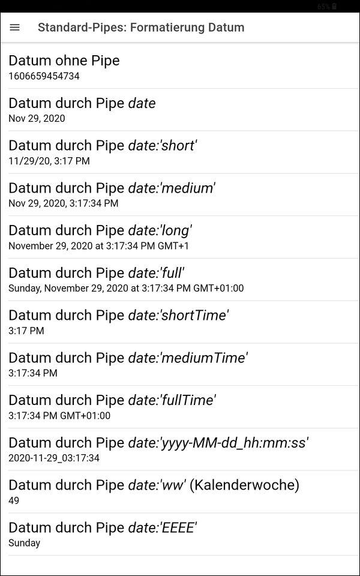 Standard-Pipes: Formatierung Datum
Datum ohne Pipe
1606659454734
Datum durch Pipe date
Nov 29, 2020
Datum durch Pipe date:'short'
11/29/20, 3:17 PM
Datum durch Pipe date:'medium'
Nov 29, 2020, 3:17:34 PM
Datum durch Pipe date:'long'
November 29, 2020 at 3:17:34 PM GMT+1
Datum durch Pipe date:'full'
Sunday, November 29, 2020 at 3:17:34 PM GMT+01:00
Datum durch Pipe date:'shortTime'
3:17 PM
Datum durch Pipe date:'mediumTime'
3:17:34 PM
Datum durch Pipe date:'fullTime'
3:17:34 PM GMT+01:00
Datum durch Pipe date:'yyyy-MM-dd_hh:mm:ss'
2020-11-29_03:17:34
Datum durch Pipe date:'ww' (Kalenderwoche)
49
Datum durch Pipe date:'EEEE'
Sunday